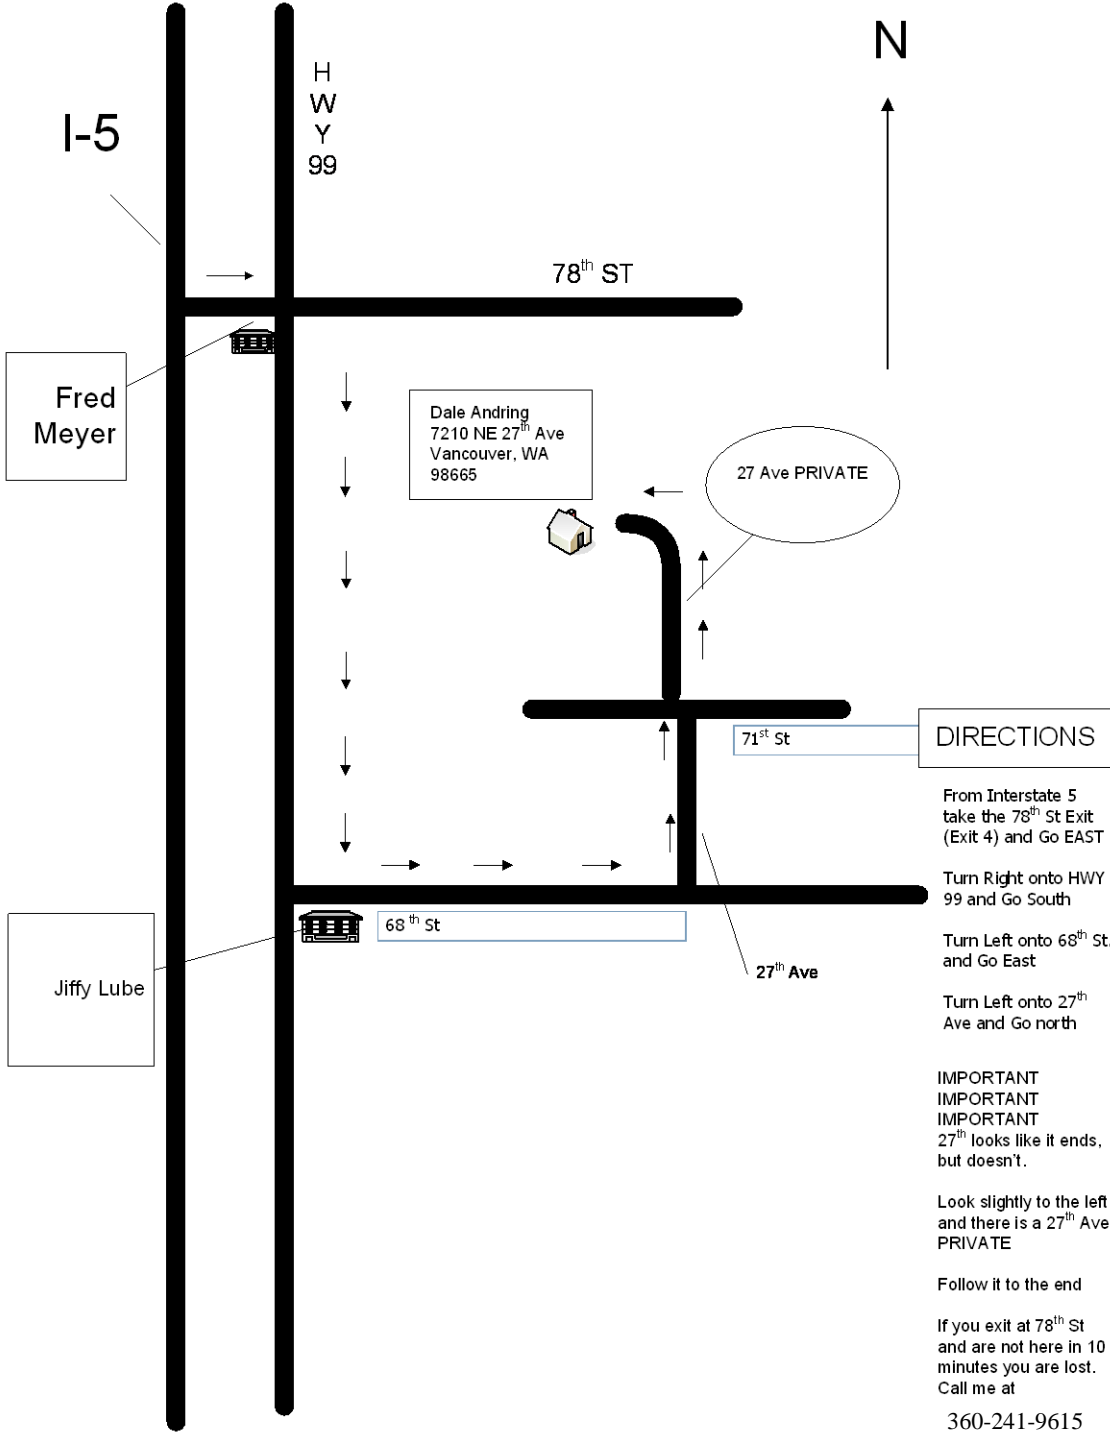 N
H
W
Y
99
I-5
78th ST
Fred
Meyer
Dale Andring
7210 NE 27th Ave
Vancouver, WA
98665
27 Ave PRIVATE
71st St
68 th St
Jiffy Lube
27th Ave
DIRECTIONS
From Interstate 5
take the 78th St Exit
(Exit 4) and Go EAST
Turn Right onto HWY
99 and Go South
Turn Left onto 68th St.
and Go East
Turn Left onto 27th
Ave and Go north
IMPORTANT
IMPORTANT
IMPORTANT
27th looks like it ends,
but doesn't.
Look slightly to the left
and there is a 27th Ave
PRIVATE
Follow it to the end
If you exit at 78th St
and are not here in 10
minutes you are lost.
Call me at
360-241-9615